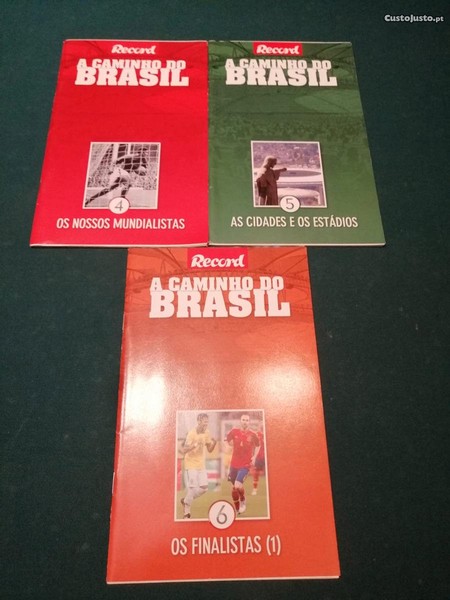 CustoJusto.pt
Record
A CAMINHO DO
BRASIL
4
OS NOSSOS MUNDIALISTAS
Record
A CAMINHO DO
BRASIL
5
AS CIDADES E OS ESTÁDIOS
Record
A CAMINHO DO
BRASIL
6
OS FINALISTAS (1)